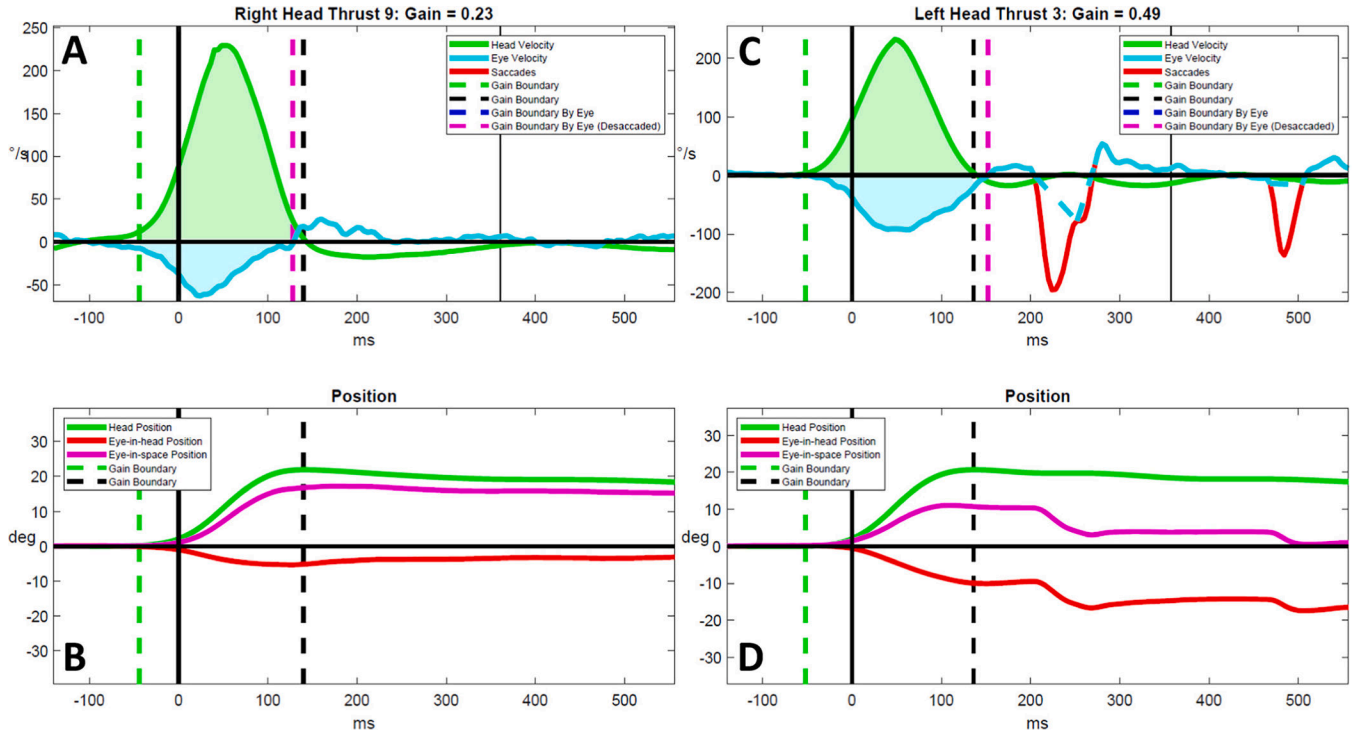 Right Head Thrust 9: Gain = 0.23
A
250
200
150
100
50
0
-50
°/s
Head Velocity
Eye Velocity
Saccades
Gain Boundary
Gain Boundary
Gain Boundary By Eye
Gain Boundary By Eye (Desaccaded)
-100 0 100 200 300 400 500
ms
Left Head Thrust 3: Gain = 0.49
C
200
100
0
-100
-200
°/s
Head Velocity
Eye Velocity
Saccades
Gain Boundary
Gain Boundary
Gain Boundary By Eye
Gain Boundary By Eye (Desaccaded)
-100 0 100 200 300 400 500
ms
Position
30
20
10
0
-10
-20
-30
deg
Head Position
Eye-in-head Position
Eye-in-space Position
Gain Boundary
Gain Boundary
B
-100 0 100 200 300 400 500
ms
Position
30
20
10
0
-10
-20
-30
deg
Head Position
Eye-in-head Position
Eye-in-space Position
Gain Boundary
Gain Boundary
D
-100 0 100 200 300 400 500
ms